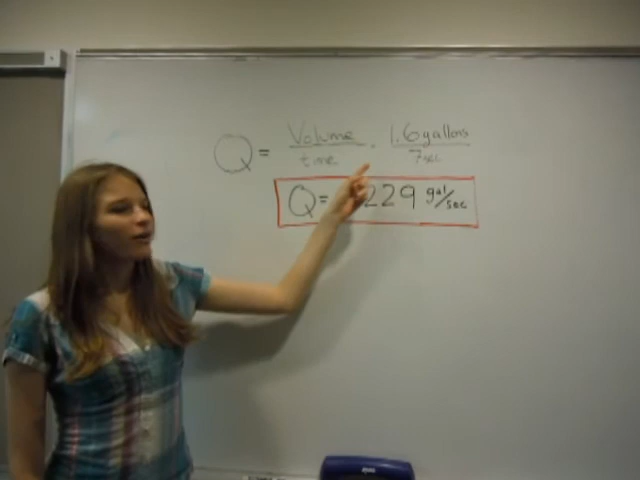 Q = Volume / time = 1.6 gallons / 7 sec
Q = 229 gal/sec